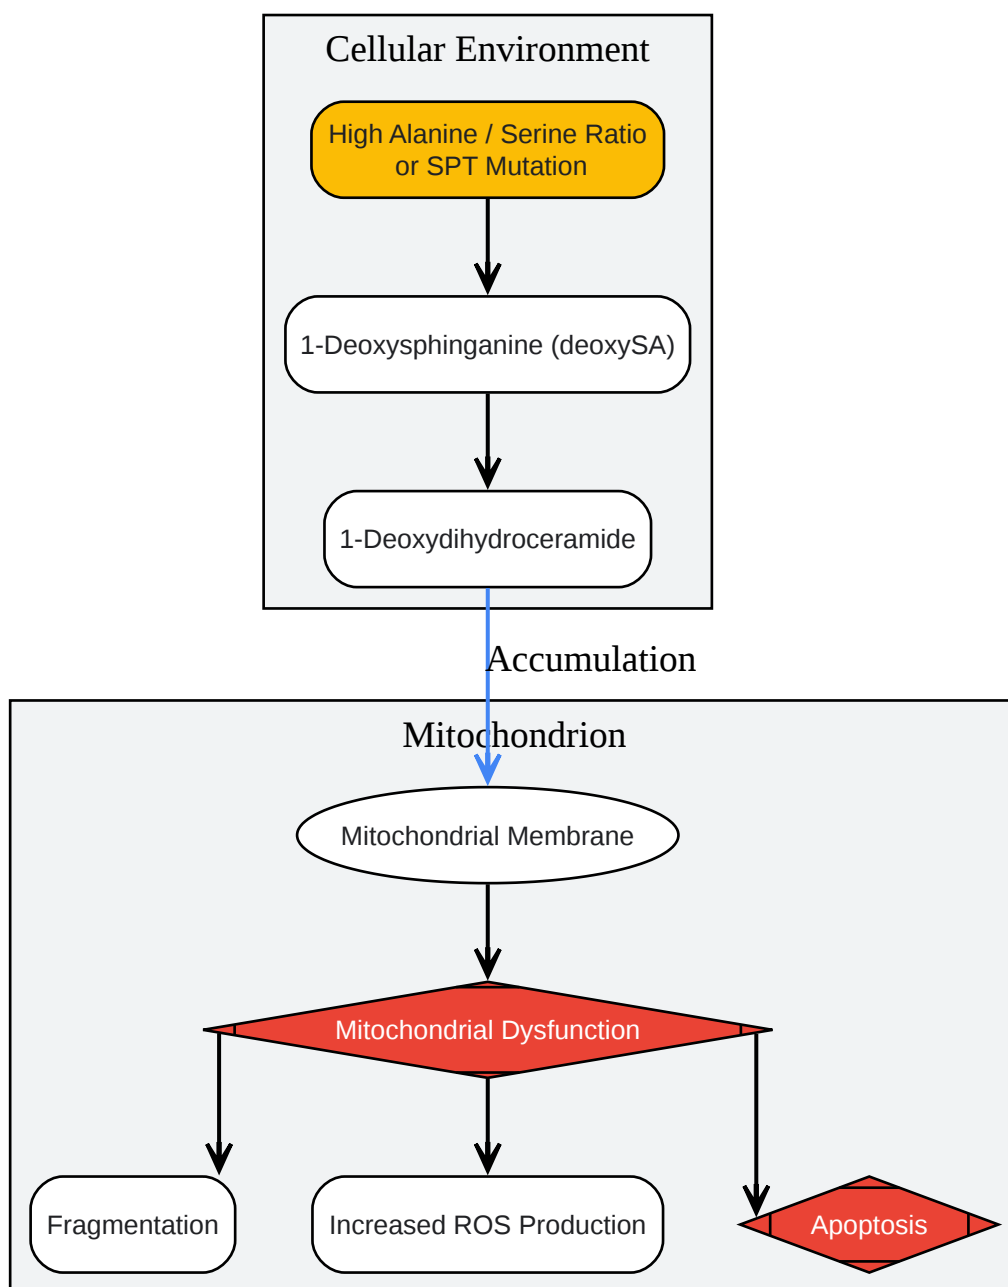 Cellular Environment
High Alanine / Serine Ratio
or SPT Mutation
1-Deoxysphinganine (deoxySA)
1-Deoxydihydroceramide
Accumulation
Mitochondrion
Mitochondrial Membrane
Mitochondrial Dysfunction
Fragmentation
Increased ROS Production
Apoptosis